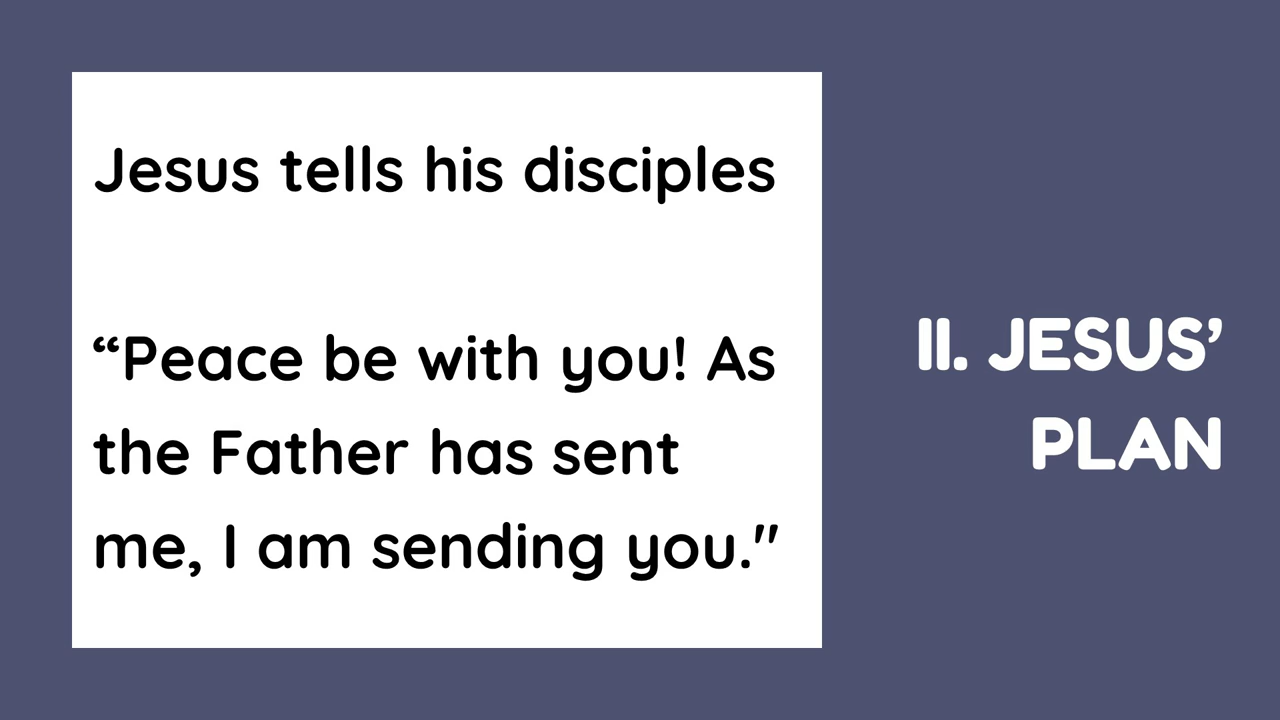 Jesus tells his disciples
“Peace be with you! As
the Father has sent
me, I am sending you."
II. JESUS’
PLAN